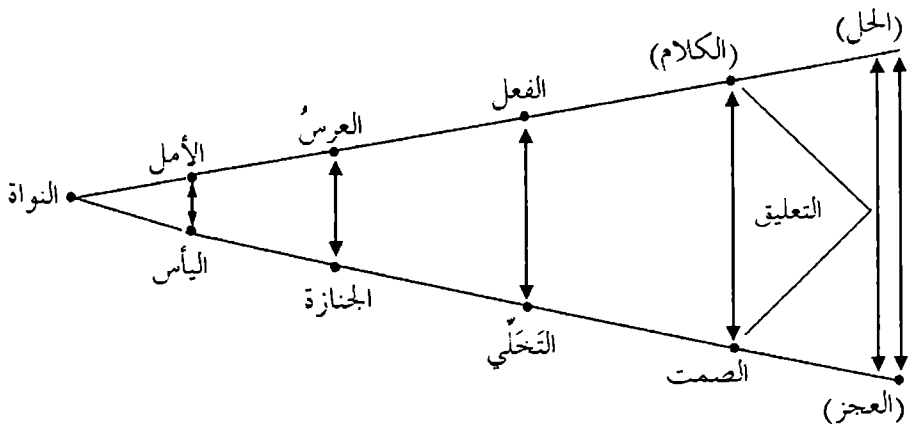 (الحل)
(الكلام)
الفعل
العرسُ
الأمل
النواة
التعليق
اليأس
الجنازة
التَخَلِّي
الصمت
(العجز)